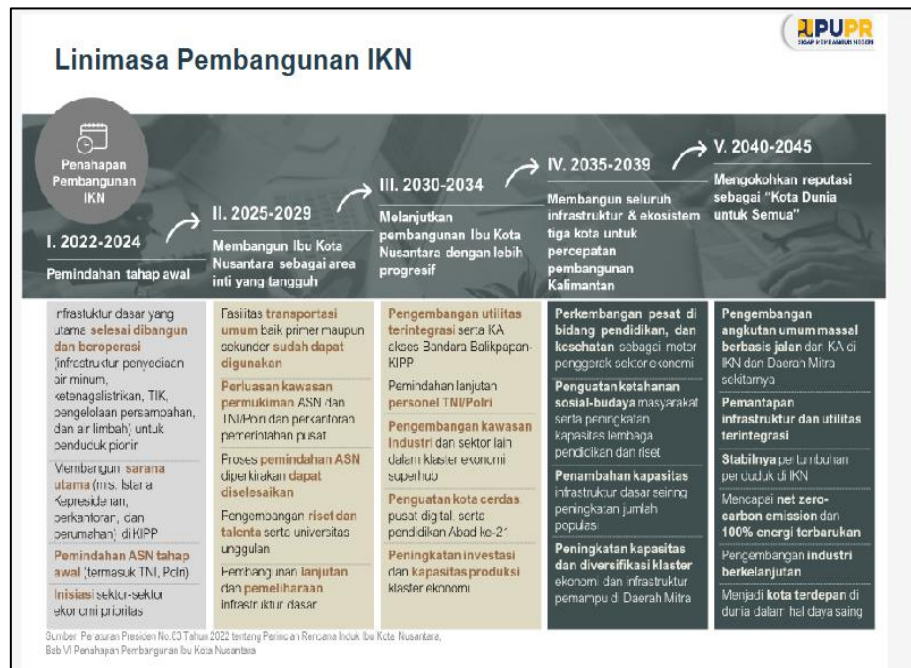 PUPR
SIGAP MEMBANGUN NEGERI
Linimasa Pembangunan IKN
Penahapan
Pembangunan
IKN
I. 2022-2024
Pemindahan tahap awal
II. 2025-2029
Membangun Ibu Kota
Nusantara sebagai area
inti yang tangguh
III. 2030-2034
Melanjutkan
pembangunan Ibu Kota
Nusantara dengan lebih
progresif
IV. 2035-2039
Membangun seluruh
infrastruktur & ekosistem
tiga kota untuk
percepatan
pembangunan
Kalimantan
V. 2040-2045
Mengokohkan reputasi
sebagai "Kota Dunia
untuk Semua"
Infrastuktur dasar yang
utama selesai dibangun
dan beroperasi
(infrastruktur penyediaan
air minum,
ketenagalistrikan, TIK,
pengelolaan persampahan,
dan air limbah) untuk
penduduk pionir
Membangun sarana
utama (mis. Istana
Kepresidenan,
perkantoran, dan
perumahan) di KIPP
Pemindahan ASN tahap
awal (termasuk TNI, Polri)
Inisiasi sektor-sektor
ekonomi prioritas
Fasilitas transportasi
umum baik primer maupun
sekunder sudah dapat
digunakan
Perluasan kawasan
permukiman ASN dan
TNI/Polri dan perkantoran
pemerintahan pusat
Proses pemindahan ASN
diperkirakan dapat
diselesaikan
Pengembangan riset dan
talenta serta universitas
unggulan
Pembangunan lanjutan
dan pemeliharaan
infrastruktur dasar
Pengembangan utilitas
terintegrasi serta KA
akses Bandara Balikpapan-
KIPP
Pemindahan lanjutan
personel TNI/Polri
Pengembangan kawasan
industri dan sektor lain
dalam klaster ekonomi
superhub
Penguatan kota cerdas,
pusat digital, serta
pendidikan Abad ke-21
Peningkatan investasi
dan kapasitas produksi
klaster ekonomi
Perkembangan pesat di
bidang pendidikan, dan
kesehatan sebagai motor
penggerak sektor ekonomi
Penguatan ketahanan
sosial-budaya masyarakat
serta peningkatan
kapasitas lembaga
pendidikan dan riset
Penambahan kapasitas
infrastruktur dasar seiring
peningkatan jumlah
populasi
Peningkatan kapasitas
dan diversifikasi klaster
ekonomi dan infrastruktur
pemampu di Daerah Mitra
Pengembangan
angkutan umum massal
berbasis jalan dan KA di
IKN dan Daerah Mitra
sekitarnya
Pemantapan
infrastruktur dan utilitas
terintegrasi
Stabilnya pertumbuhan
penduduk di IKN
Mencapai net zero-
carbon emission dan
100% energi terbarukan
Pengembangan industri
berkelanjutan
Menjadi kota terdepan di
dunia dalam hal daya saing
Sumber: Peraturan Presiden No.63 Tahun 2022 tentang Perincian Rencana Induk Ibu Kota Nusantara,
Bab VI Penahapan Pembangunan Ibu Kota Nusantara